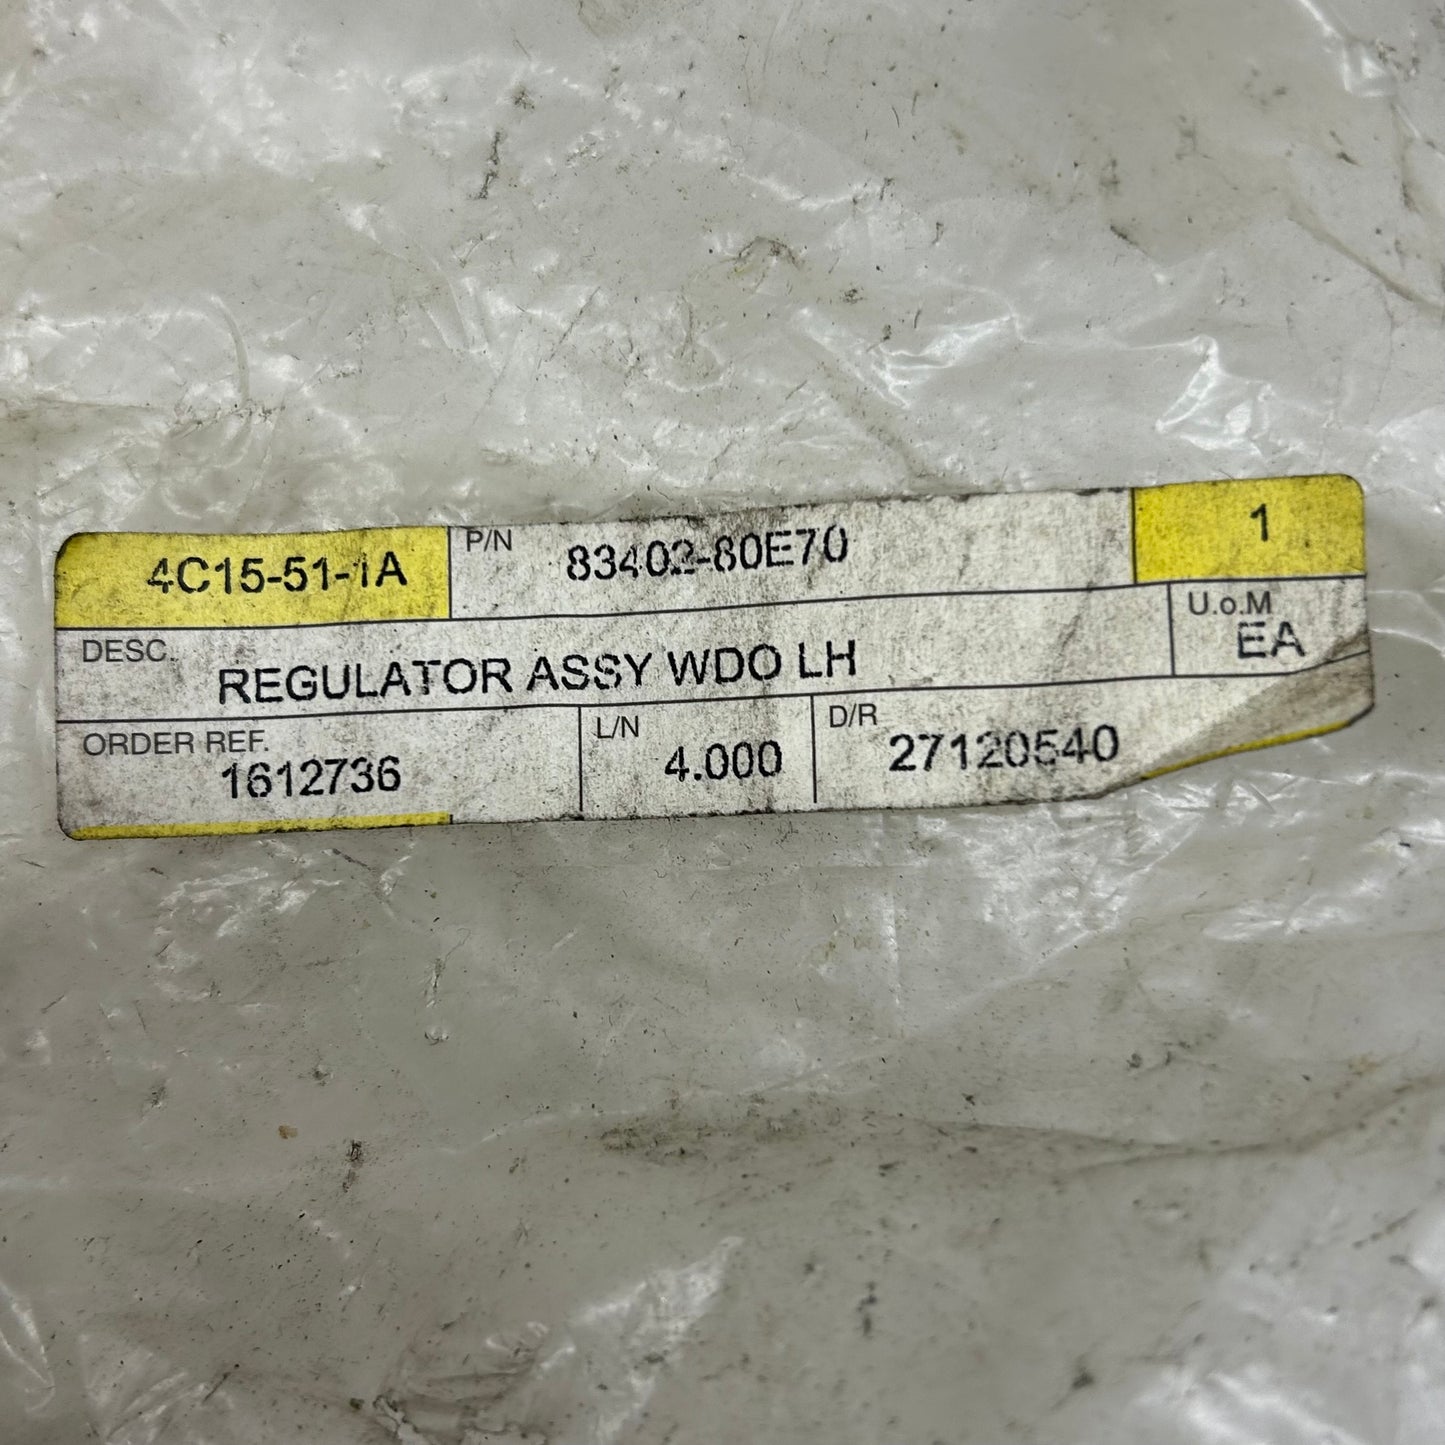 4C15-51-1A P/N 83402-80E70 1
DESC. REGULATOR ASSY WDO LH U.o.M EA
ORDER REF. 1612736 L/N 4.000 D/R 27120540